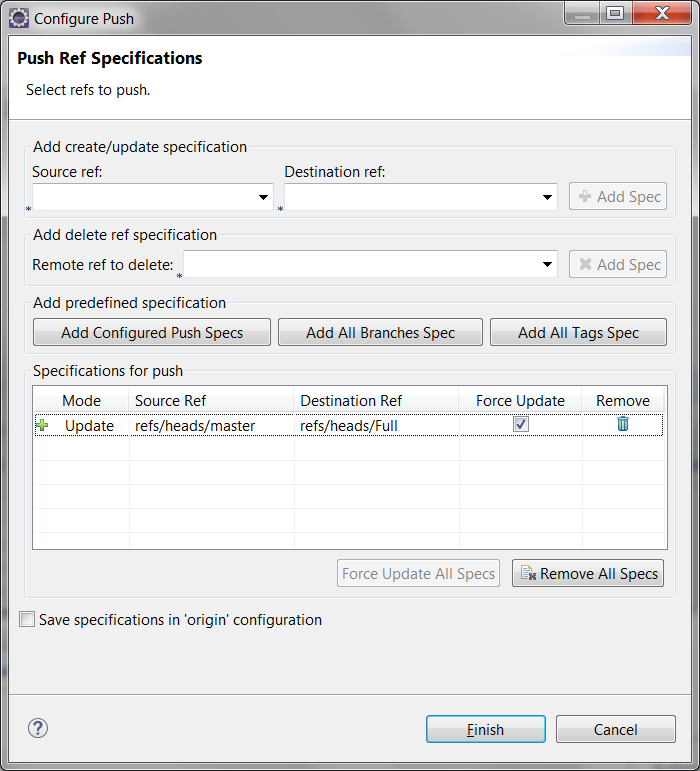 Configure Push
Push Ref Specifications
Select refs to push.
Add create/update specification
Source ref: Destination ref:
* * Add Spec
Add delete ref specification
Remote ref to delete: * Add Spec
Add predefined specification
Add Configured Push Specs Add All Branches Spec Add All Tags Spec
Specifications for push
Mode Source Ref Destination Ref Force Update Remove
Update refs/heads/master refs/heads/Full
Force Update All Specs Remove All Specs
Save specifications in 'origin' configuration
? Finish Cancel